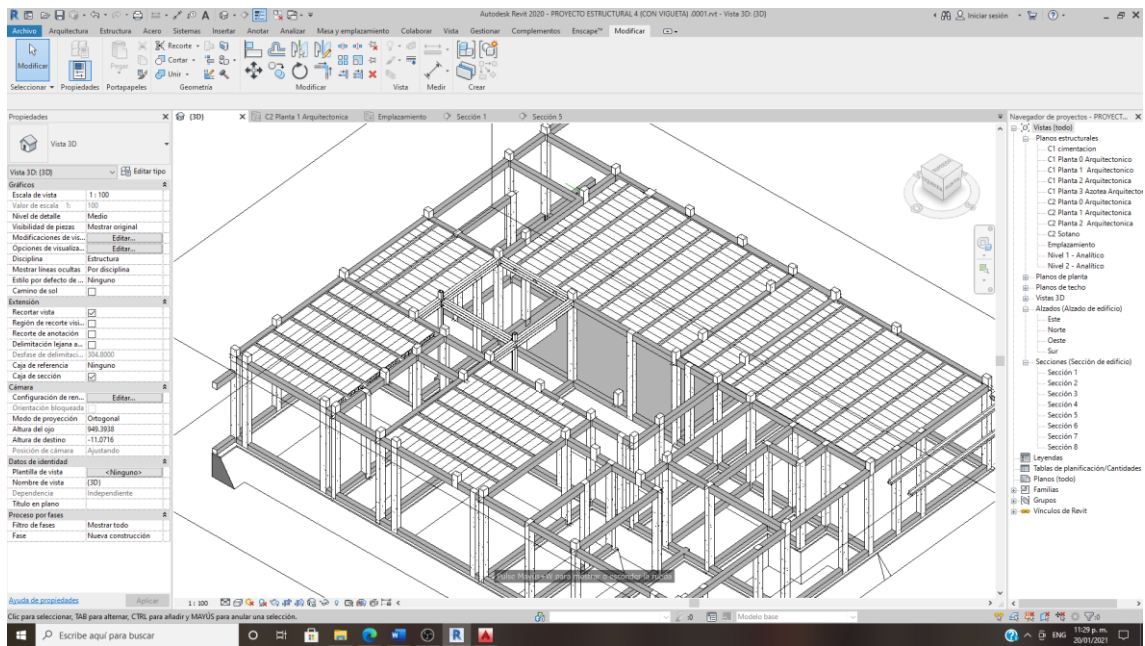 Autodesk Revit 2020 - PROYECTO ESTRUCTURAL 4 (CON VIGUETA) .0001.rvt - Vista 3D: {3D}
Iniciar sesión
Archivo Arquitectura Estructura Acero Sistemas Insertar Anotar Analizar Masa y emplazamiento Colaborar Vista Gestionar Complementos Enscape™ Modificar
Modificar
Pegar
Recorte
Cortar
Unir
Seleccionar Propiedades Portapapeles Geometría Modificar Vista Medir Crear
Propiedades
{3D} C2 Planta 1 Arquitectonica Emplazamiento Sección 1 Sección 5
Vista 3D
Vista 3D: {3D} Editar tipo
Gráficos
Escala de vista 1 : 100
Valor de escala 1: 100
Nivel de detalle Medio
Visibilidad de piezas Mostrar original
Modificaciones de vis... Editar...
Opciones de visualiza... Editar...
Disciplina Estructura
Mostrar líneas ocultas Por disciplina
Estilo por defecto de ... Ninguno
Camino de sol
Extensión
Recortar vista
Región de recorte visi...
Recorte de anotación
Delimitación lejana a...
Desfase de delimitaci... 304.8000
Caja de referencia Ninguno
Caja de sección
Cámara
Configuración de ren... Editar...
Orientación bloqueada
Modo de proyección Ortogonal
Altura del ojo 949.3938
Altura de destino -11.0716
Posición de cámara Ajustando
Datos de identidad
Plantilla de vista <Ninguno>
Nombre de vista {3D}
Dependencia Independiente
Título en plano
Proceso por fases
Filtro de fases Mostrar todo
Fase Nueva construcción
Ayuda de propiedades Aplicar
Navegador de proyectos - PROYECT...
Vistas (todo)
Planos estructurales
C1 cimentacion
C1 Planta 0 Arquitectonico
C1 Planta 1 Arquitectonico
C1 Planta 2 Arquitectonica
C1 Planta 3 Azotea Arquitector
C2 Planta 0 Arquitectonica
C2 Planta 1 Arquitectonica
C2 Planta 2 Arquitectonica
C2 Sotano
Emplazamiento
Nivel 1 - Analítico
Nivel 2 - Analítico
Planos de planta
Planos de techo
Vistas 3D
Alzados (Alzado de edificio)
Este
Norte
Oeste
Sur
Secciones (Sección de edificio)
Sección 1
Sección 2
Sección 3
Sección 4
Sección 5
Sección 6
Sección 7
Sección 8
Leyendas
Tablas de planificación/Cantidades
Planos (todo)
Familias
Grupos
Vínculos de Revit
Pulse Mayús+W para mostrar o esconder la rueda
1 : 100
Clic para seleccionar, TAB para alternar, CTRL para añadir y MAYÚS para anular una selección.
:0 Modelo base
:0
Escribe aquí para buscar
ENG
11:29 p. m.
20/01/2021